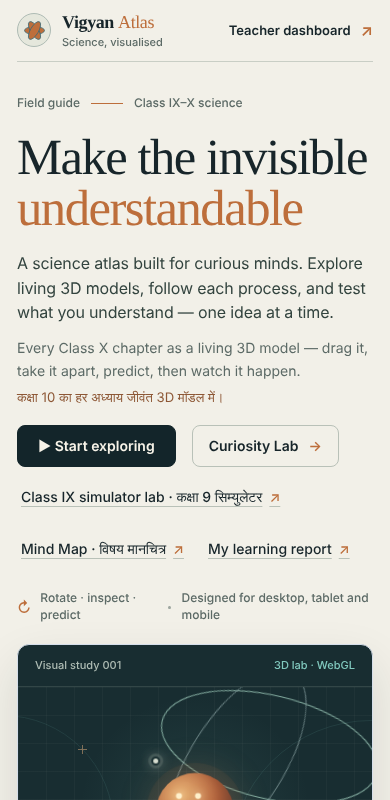 Vigyan Atlas
Science, visualised
Teacher dashboard ↗
Field guide — Class IX–X science
Make the invisible
understandable
A science atlas built for curious minds. Explore
living 3D models, follow each process, and test
what you understand — one idea at a time.
Every Class X chapter as a living 3D model — drag it,
take it apart, predict, then watch it happen.
कक्षा 10 का हर अध्याय जीवंत 3D मॉडल में।
▶ Start exploring
Curiosity Lab →
Class IX simulator lab · कक्षा 9 सिम्युलेटर ↗
Mind Map · विषय मानचित्र ↗
My learning report ↗
↻ Rotate · inspect ·
predict
• Designed for desktop, tablet and
mobile
Visual study 001
3D lab · WebGL